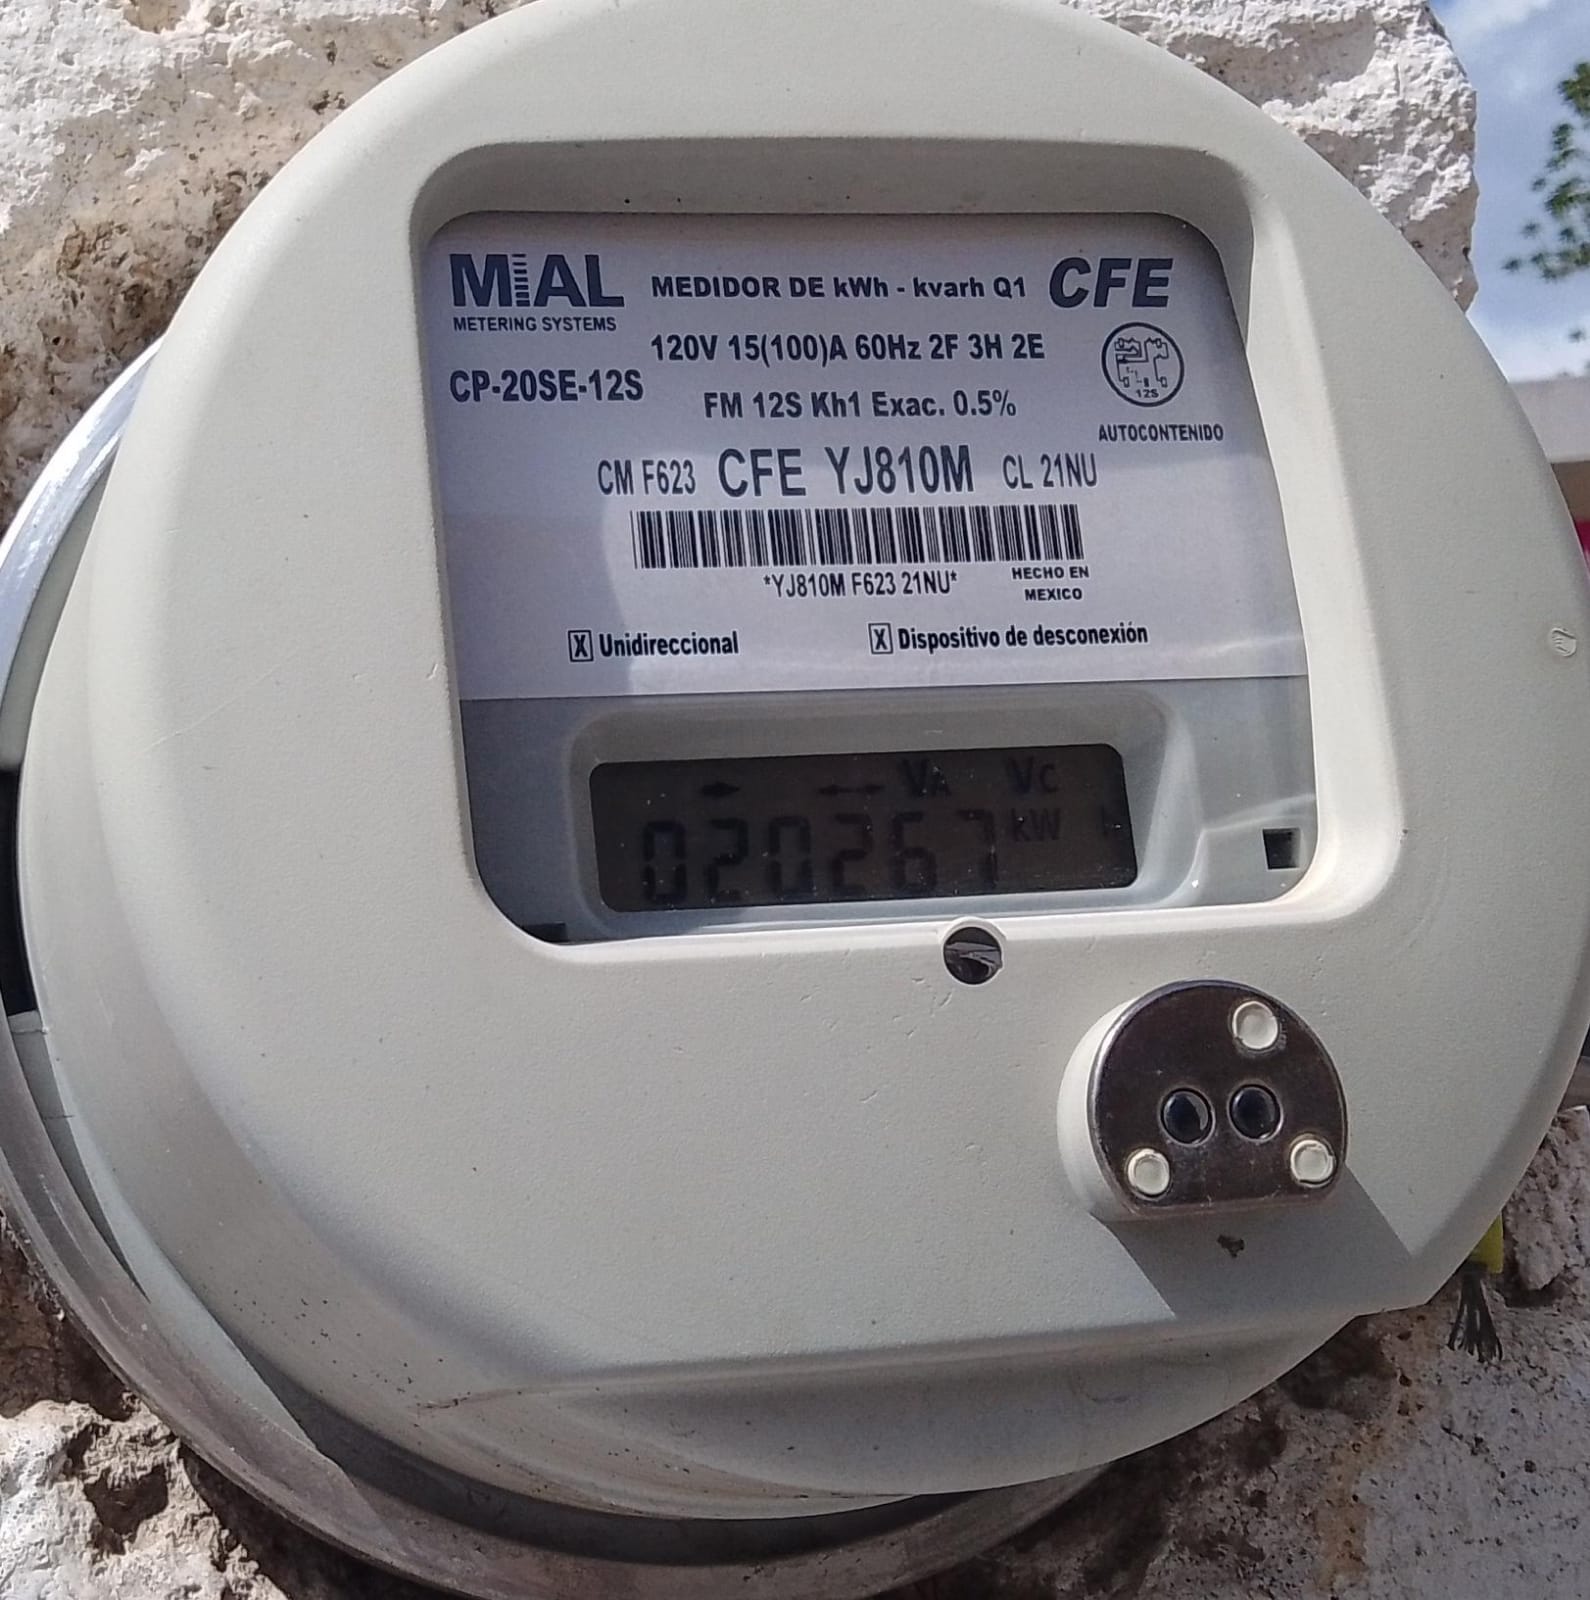 MIAL MEDIDOR DE kWh - kvarh Q1 CFE
METERING SYSTEMS
120V 15(100)A 60Hz 2F 3H 2E
CP-20SE-12S
FM 12S Kh1 Exac. 0.5%
12S
AUTOCONTENIDO
CM F623 CFE YJ810M CL 21NU
*YJ810M F623 21NU*
HECHO EN
MEXICO
X Unidireccional X Dispositivo de desconexión
VA VC
020267 kW h